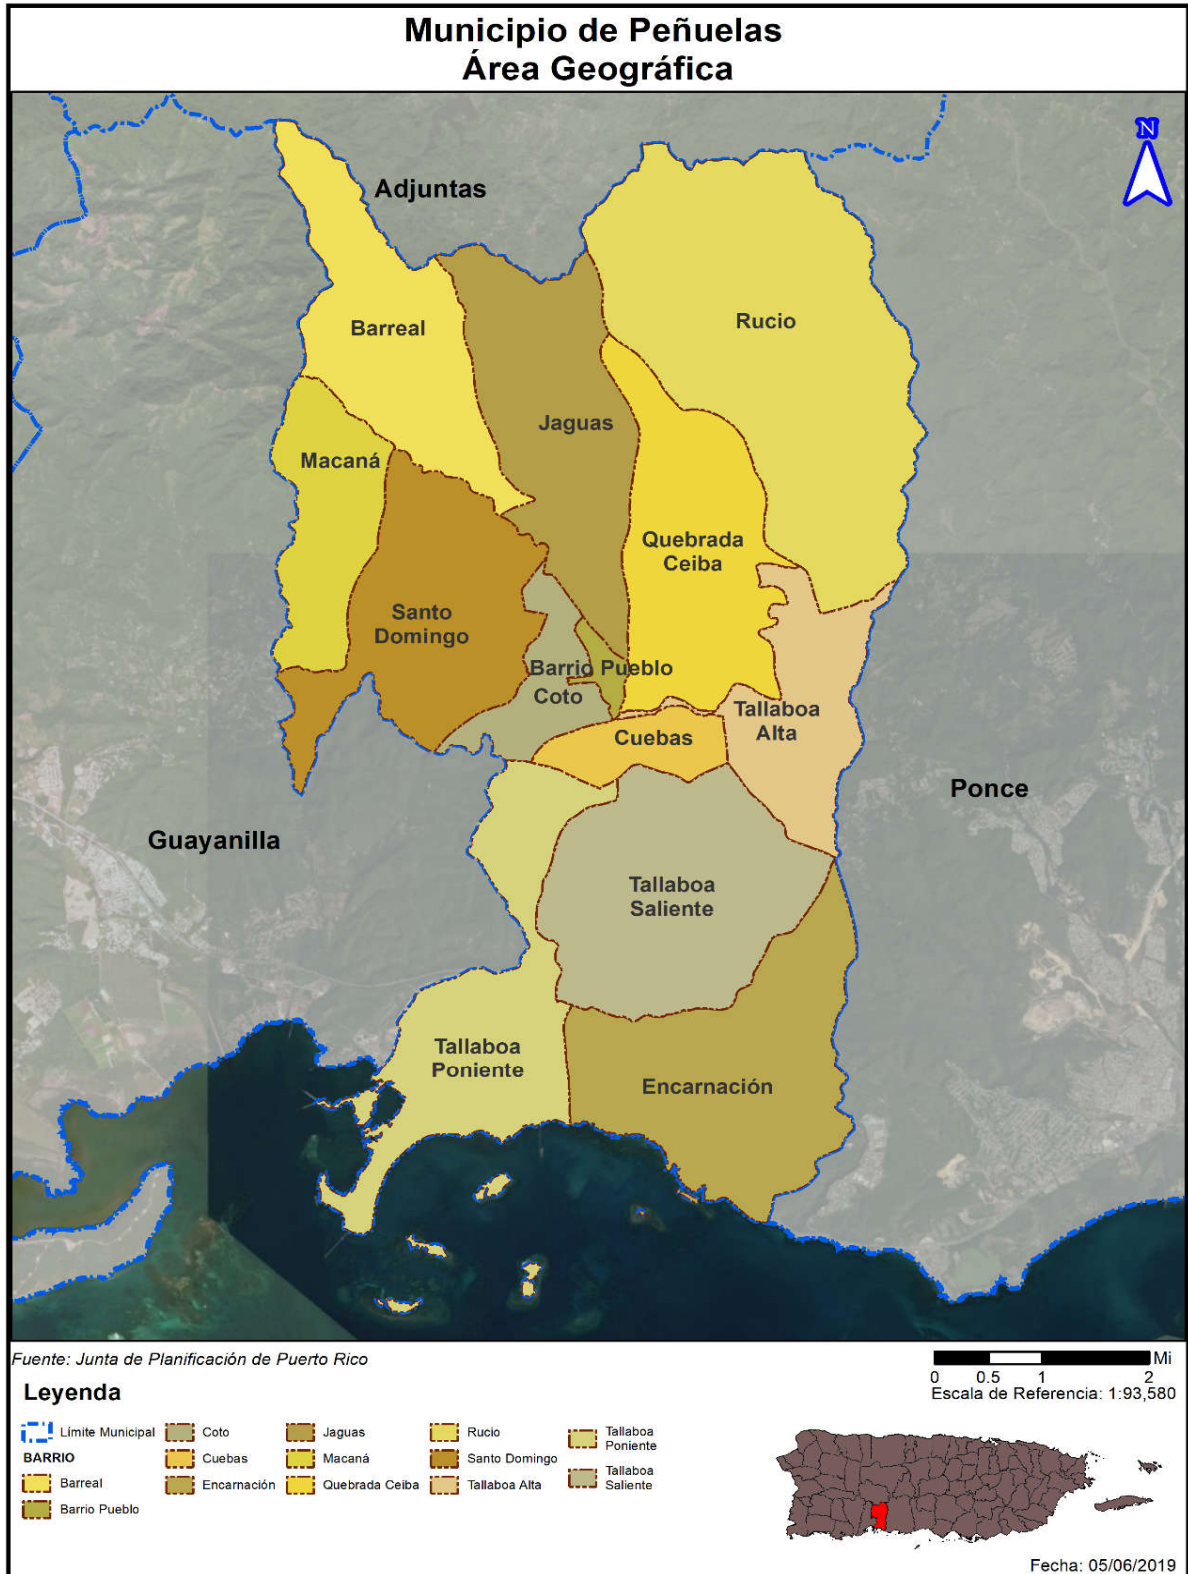 Municipio de Peñuelas
Área Geográfica
N
Adjuntas
Barreal
Rucio
Jaguas
Macaná
Quebrada
Ceiba
Santo
Domingo
Barrio Pueblo
Coto
Tallaboa
Alta
Cuebas
Ponce
Guayanilla
Tallaboa
Saliente
Tallaboa
Poniente
Encarnación
Fuente: Junta de Planificación de Puerto Rico
Mi
0 0.5 1 2
Escala de Referencia: 1:93,580
Leyenda
Límite Municipal
BARRIO
Barreal
Barrio Pueblo
Coto
Cuebas
Encarnación
Jaguas
Macaná
Quebrada Ceiba
Rucio
Santo Domingo
Tallaboa Alta
Tallaboa
Poniente
Tallaboa
Saliente
Fecha: 05/06/2019